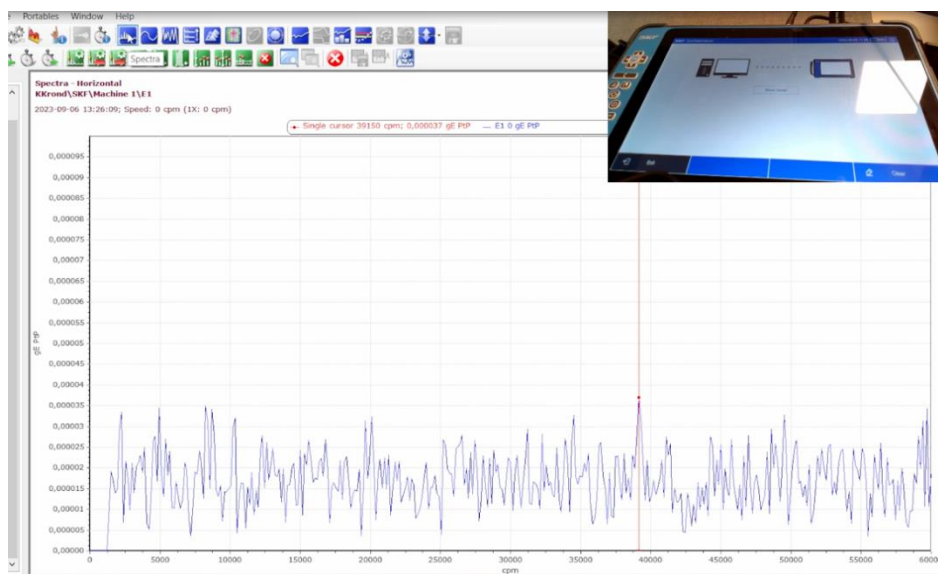 Portables Window Help
Spectra
Spectra - Horizontal
KKrond\SKF\Machine 1\E1
2023-09-06 13:26:09; Speed: 0 cpm (1X: 0 cpm)
Single cursor 39150 cpm; 0,000037 gE PtP E1 0 gE PtP
0,000095
0,00009
0,000085
0,00008
0,000075
0,00007
0,000065
0,00006
0,000055
0,00005
0,000045
0,00004
0,000035
0,00003
0,000025
0,00002
0,000015
0,00001
0,000005
0,00000
gE PtP
0 5000 10000 15000 20000 25000 30000 35000 40000 45000 50000 55000 6000
cpm
Exit
Clear